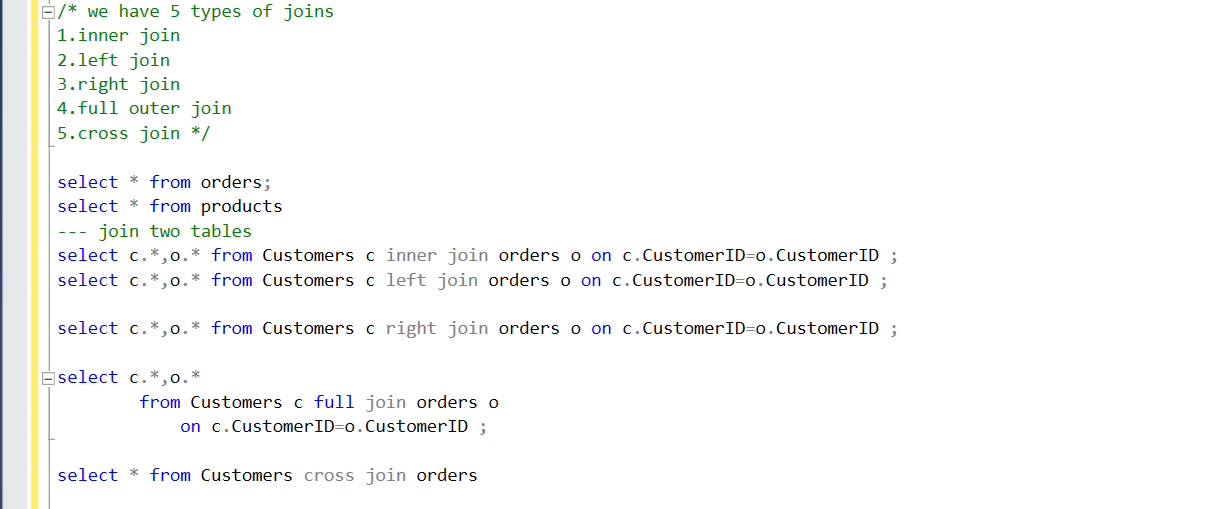 /* we have 5 types of joins
1.inner join
2.left join
3.right join
4.full outer join
5.cross join */
select * from orders;
select * from products
--- join two tables
select c.*,o.* from Customers c inner join orders o on c.CustomerID=o.CustomerID ;
select c.*,o.* from Customers c left join orders o on c.CustomerID=o.CustomerID ;
select c.*,o.* from Customers c right join orders o on c.CustomerID=o.CustomerID ;
select c.*,o.*
from Customers c full join orders o
on c.CustomerID=o.CustomerID ;
select * from Customers cross join orders